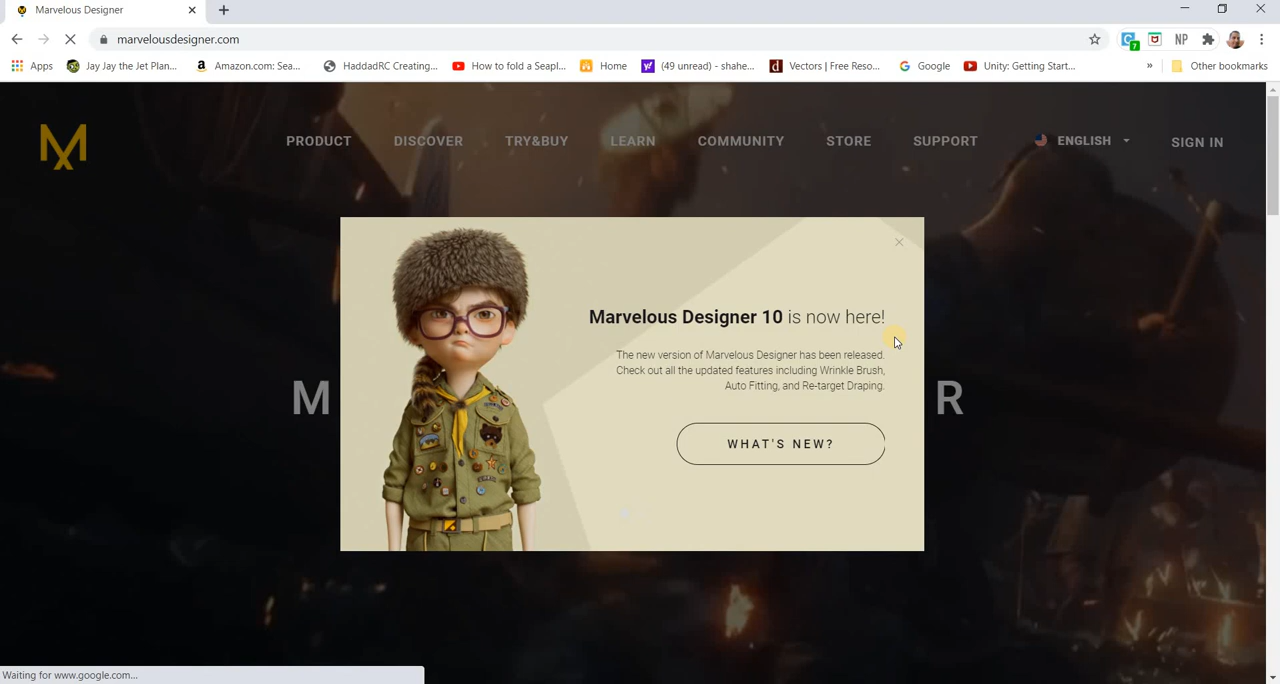 Marvelous Designer
marvelousdesigner.com
7
NP
Apps
Jay Jay the Jet Plan...
Amazon.com: Sea...
HaddadRC Creating...
How to fold a Seapl...
Home
(49 unread) - shahe...
Vectors | Free Reso...
Google
Unity: Getting Start...
»
Other bookmarks
PRODUCT
DISCOVER
TRY&BUY
LEARN
COMMUNITY
STORE
SUPPORT
ENGLISH
SIGN IN
Marvelous Designer 10 is now here!
The new version of Marvelous Designer has been released.
Check out all the updated features including Wrinkle Brush,
Auto Fitting, and Re-target Draping.
M R
WHAT'S NEW?
Waiting for www.google.com...